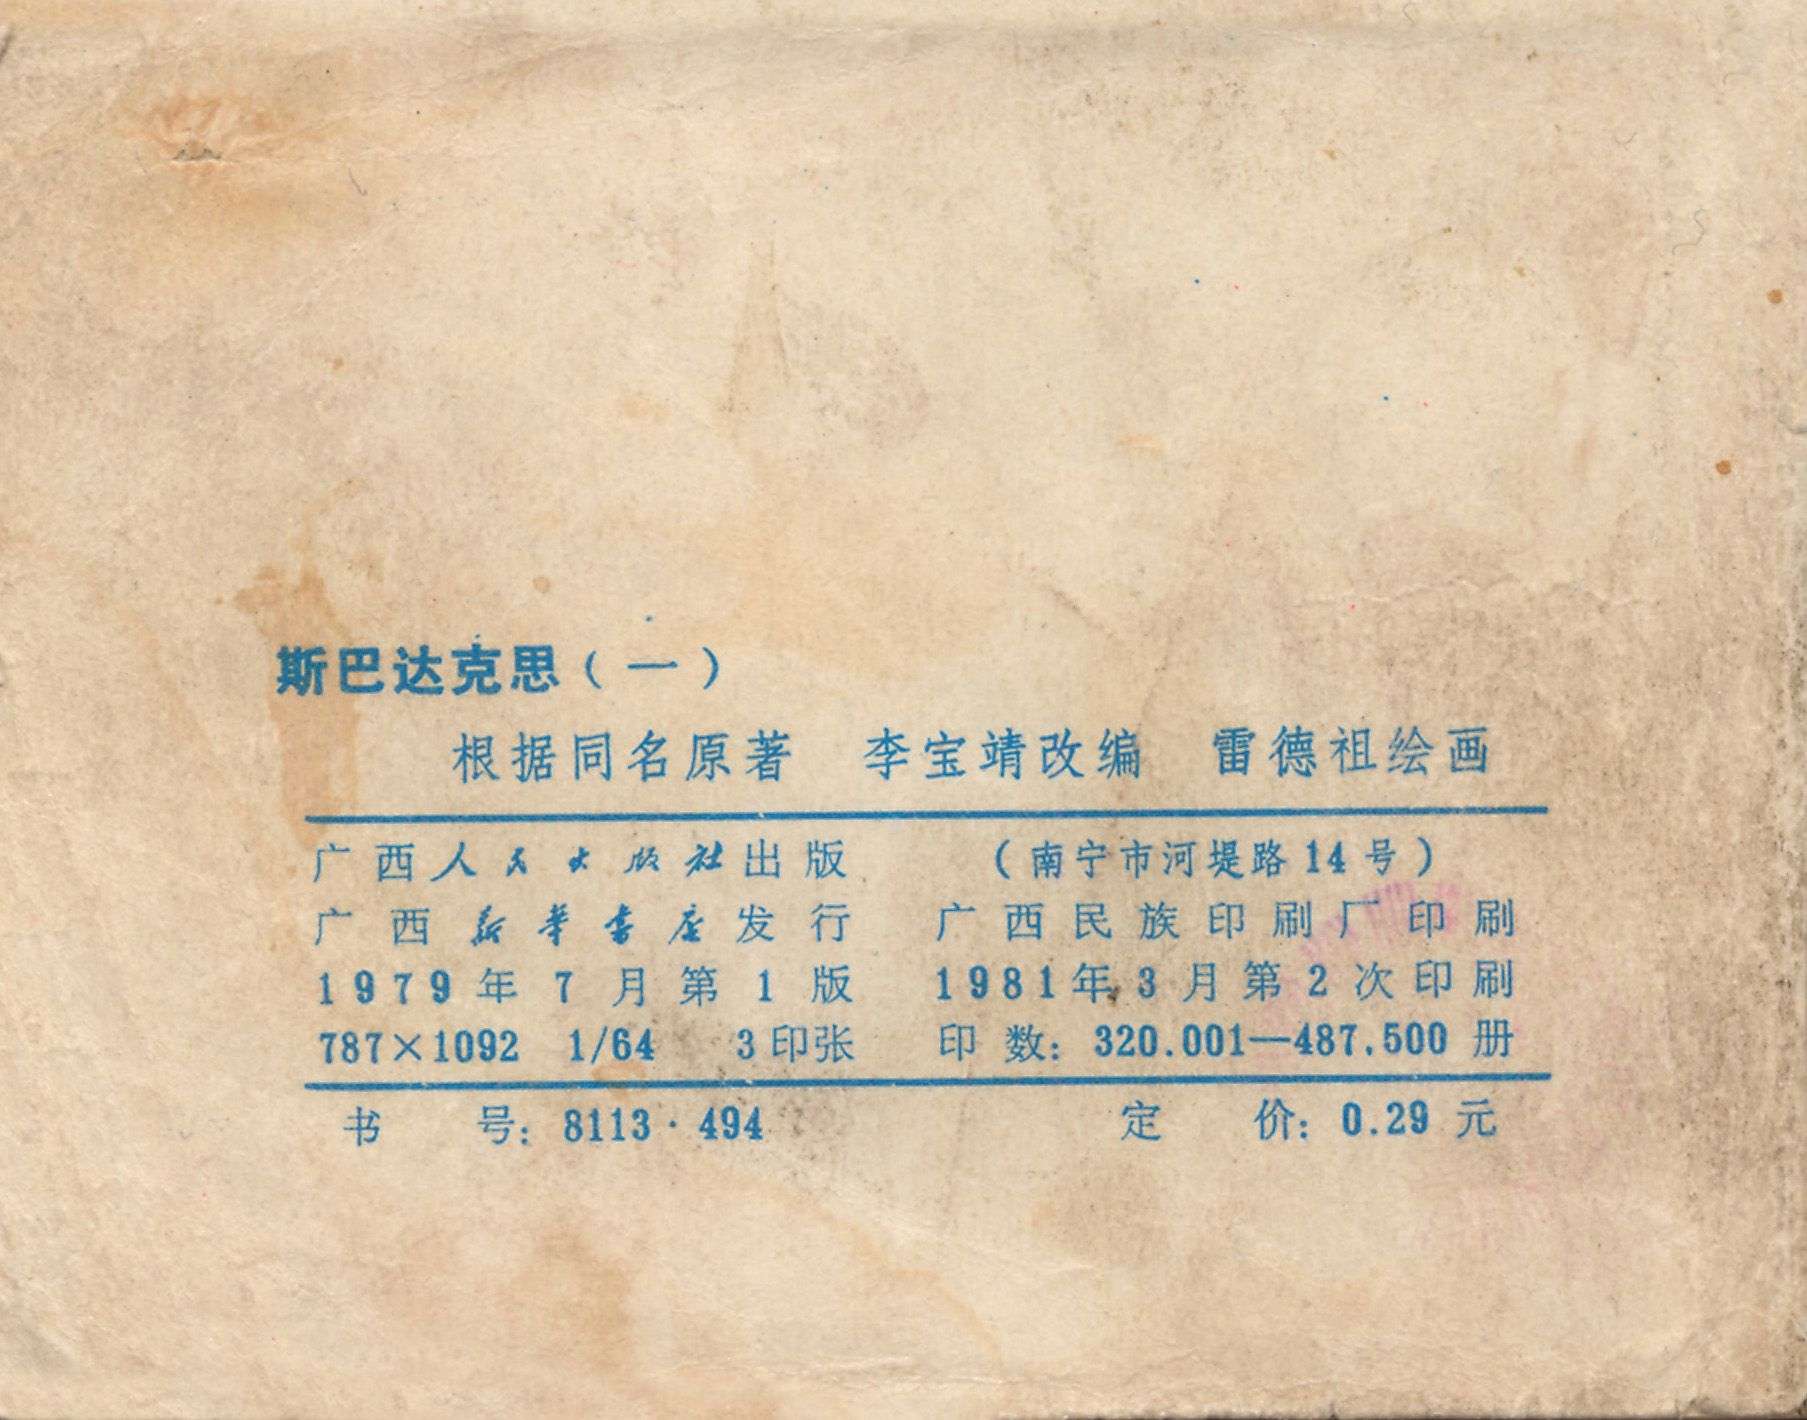 斯巴达克思（一）
根据同名原著 李宝靖改编 雷德祖绘画
广西人民出版社出版 （南宁市河堤路14号）
广西新华书店发行 广西民族印刷厂印刷
1979年7月第1版 1981年3月第2次印刷
787×1092 1/64 3印张 印数：320.001—487.500册
书号：8113·494 定价：0.29元